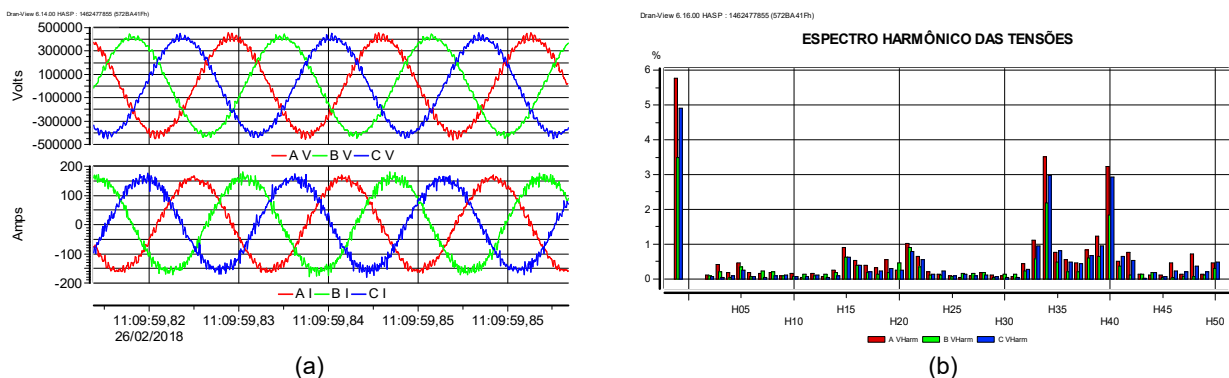 Dran-View 6.14.00 HASP : 1462477855 (572BA41Fh)
500000
300000
100000
-100000
-300000
-500000
Volts
A V B V C V
200
100
0
-100
-200
Amps
A I B I C I
11:09:59,82 11:09:59,83 11:09:59,84 11:09:59,85 11:09:59,85
26/02/2018
(a)
Dran-View 6.16.00 HASP : 1462477855 (572BA41Fh)
ESPECTRO HARMÔNICO DAS TENSÕES
%
6
5
4
3
2
1
0
H05 H15 H25 H35 H45
H10 H20 H30 H40 H50
A VHarm B VHarm C VHarm
(b)